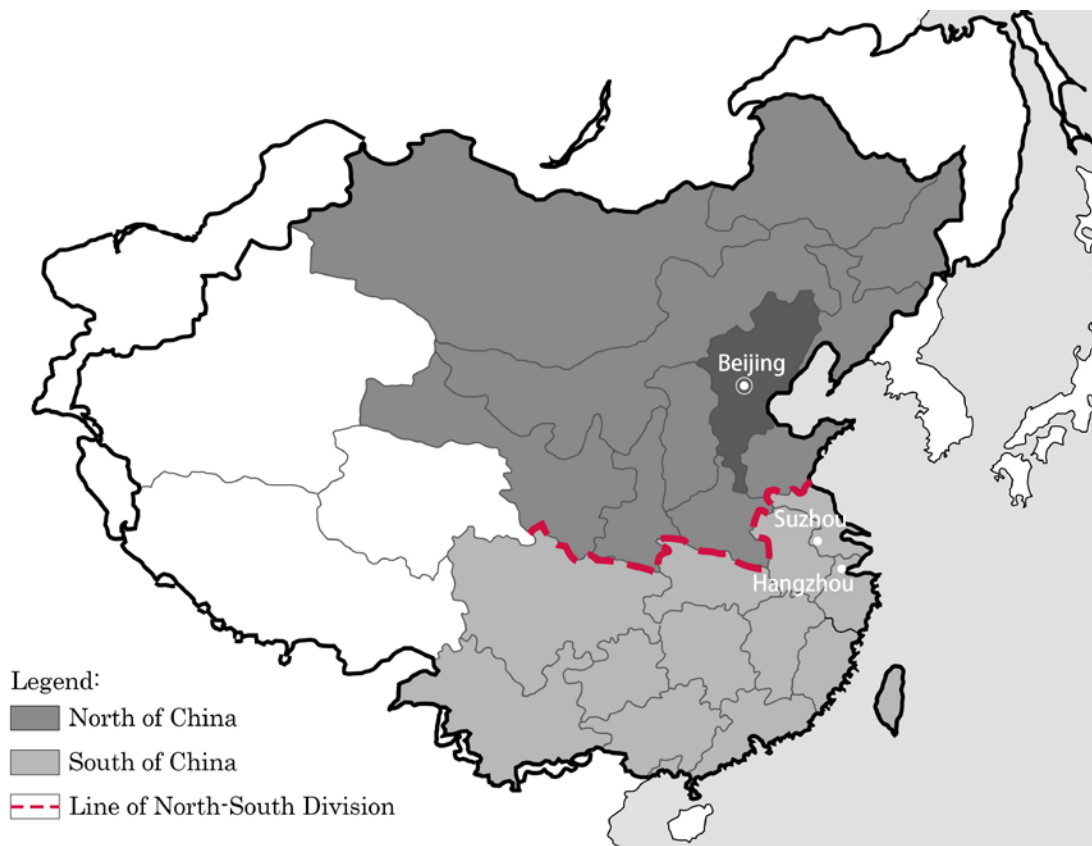 Beijing
Suzhou
Hangzhou
Legend:
North of China
South of China
Line of North-South Division